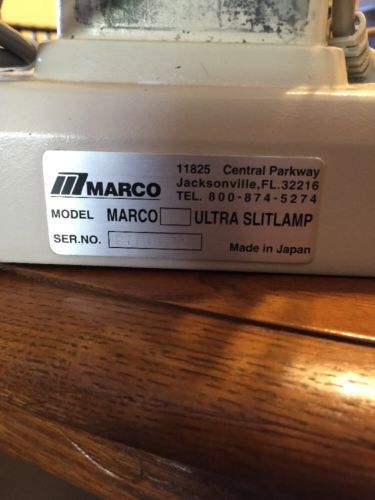 MARCO
11825 Central Parkway
Jacksonville,FL.32216
TEL. 800-874-5274
MODEL MARCO ULTRA SLITLAMP
SER.NO.
Made in Japan